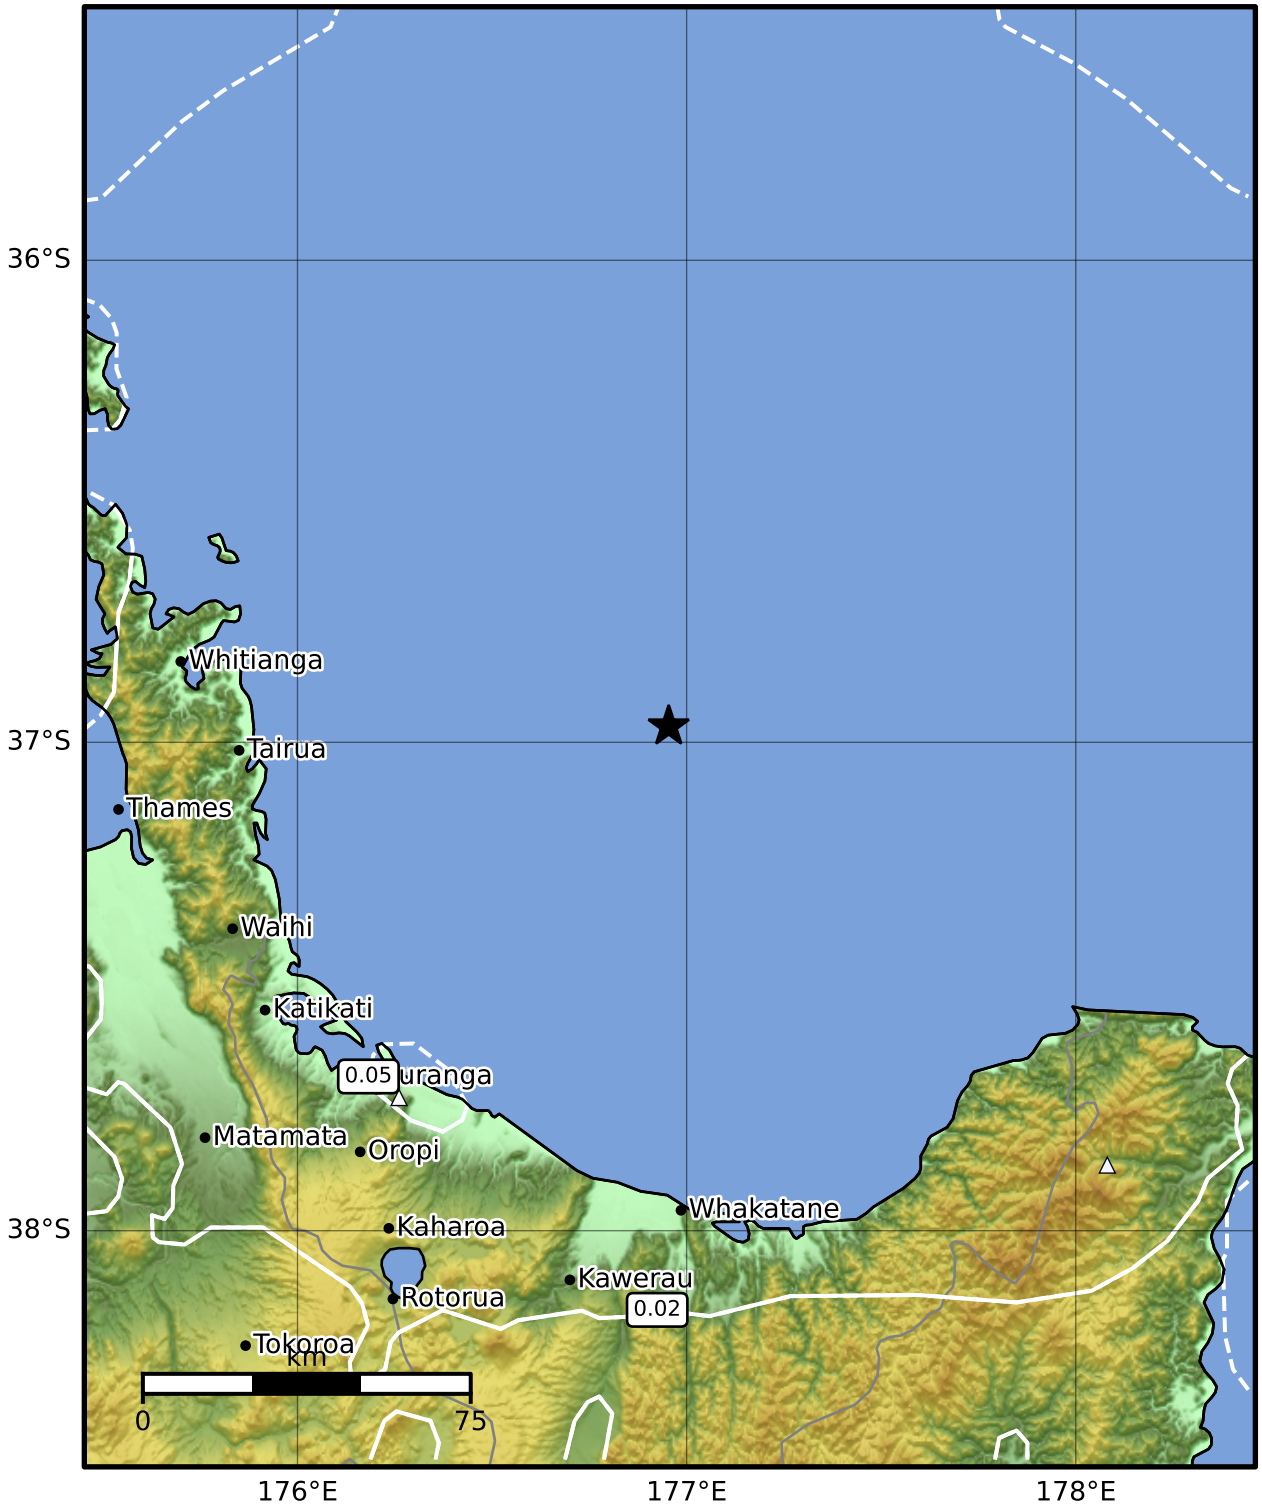 36°S
Whitianga
37°S
Tairua
Thames
Waihi
Katikati
0.05
uranga
Matamata
Oropi
Whakatane
38°S
Kaharoa
Kawerau
Rotorua
0.02
Tokoroa
km
0
75
176°E
177°E
178°E